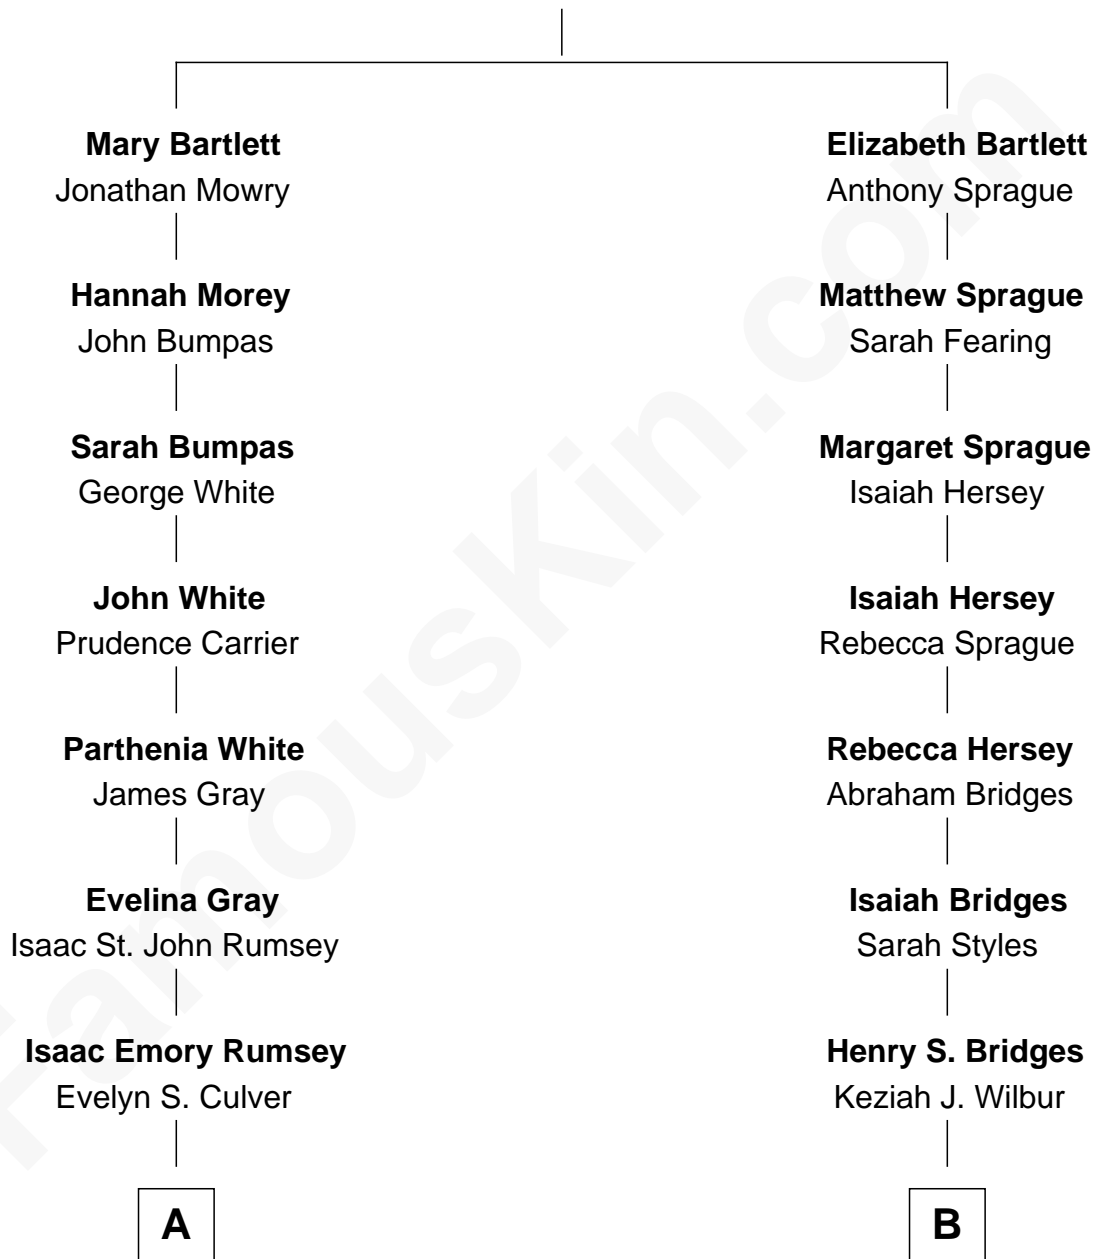 Mary Bartlett
Jonathan Mowry
Hannah Morey
John Bumpas
Sarah Bumpas
George White
John White
Prudence Carrier
Parthenia White
James Gray
Evelina Gray
Isaac St. John Rumsey
Isaac Emory Rumsey
Evelyn S. Culver
A
Elizabeth Bartlett
Anthony Sprague
Matthew Sprague
Sarah Fearing
Margaret Sprague
Isaiah Hersey
Isaiah Hersey
Rebecca Sprague
Rebecca Hersey
Abraham Bridges
Isaiah Bridges
Sarah Styles
Henry S. Bridges
Keziah J. Wilbur
B
FamousKin.com